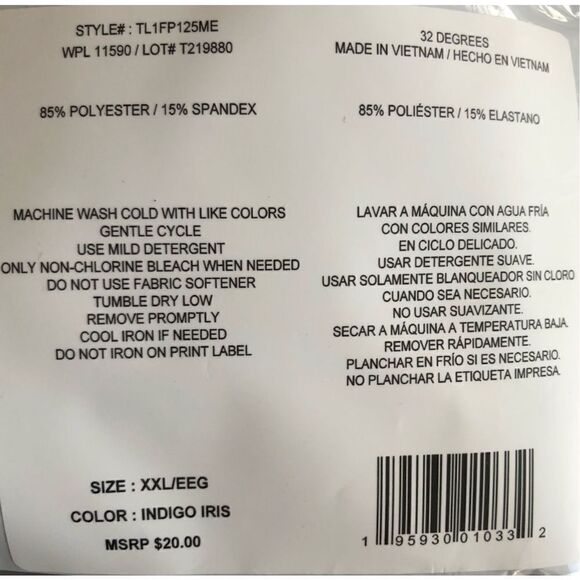 STYLE# : TL1FP125ME
WPL 11590 / LOT# T219880
85% POLYESTER / 15% SPANDEX
MACHINE WASH COLD WITH LIKE COLORS
GENTLE CYCLE
USE MILD DETERGENT
ONLY NON-CHLORINE BLEACH WHEN NEEDED
DO NOT USE FABRIC SOFTENER
TUMBLE DRY LOW
REMOVE PROMPTLY
COOL IRON IF NEEDED
DO NOT IRON ON PRINT LABEL
SIZE : XXL/EEG
COLOR : INDIGO IRIS
MSRP $20.00
32 DEGREES
MADE IN VIETNAM / HECHO EN VIETNAM
85% POLIÉSTER / 15% ELASTANO
LAVAR A MÁQUINA CON AGUA FRÍA
CON COLORES SIMILARES.
EN CICLO DELICADO.
USAR DETERGENTE SUAVE.
USAR SOLAMENTE BLANQUEADOR SIN CLORO
CUANDO SEA NECESARIO.
NO USAR SUAVIZANTE.
SECAR A MÁQUINA A TEMPERATURA BAJA.
REMOVER RÁPIDAMENTE.
PLANCHAR EN FRÍO SI ES NECESARIO.
NO PLANCHAR LA ETIQUETA IMPRESA.
1 95930 01033 2